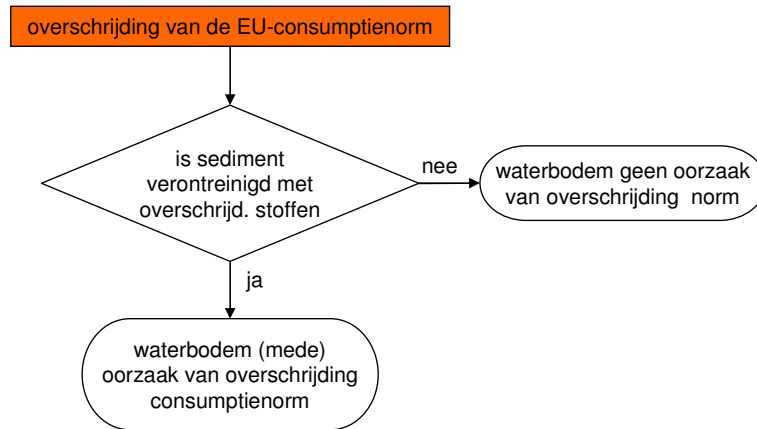 overschrijding van de EU-consumptienorm
is sediment
verontreinigd met
overschrijd. stoffen
nee
waterbodem geen oorzaak
van overschrijding norm
ja
waterbodem (mede)
oorzaak van overschrijding
consumptienorm